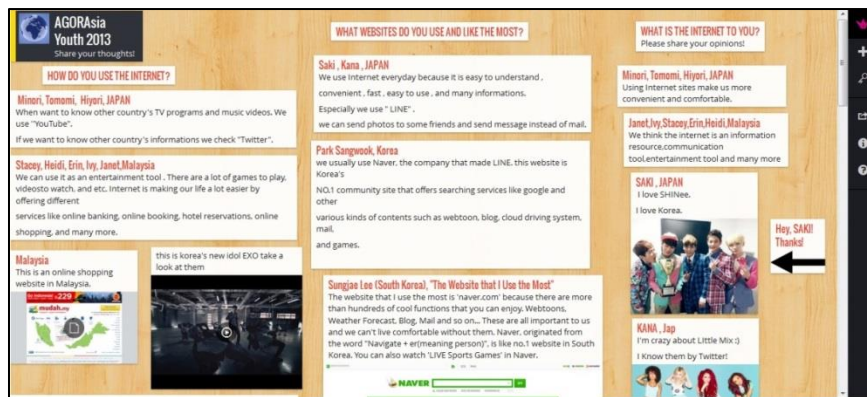 AGORAsia
Youth 2013
Share your thoughts!
HOW DO YOU USE THE INTERNET?
Minori, Tomomi, Hiyori, JAPAN
When want to know other country's TV programs and music videos. We
use "YouTube".
If we want to know other country's informations we check "Twitter".
Stacey, Heidi, Erin, Ivy, Janet,Malaysia
We can use it as an entertainment tool . There are a lot of games to play,
videosto watch, and etc. Internet is making our life a lot easier by
offering different
services like online banking, online booking, hotel reservations, online
shopping, and many more.
Malaysia
This is an online shopping
website in Malaysia.
229
mudah.my
this is korea's new idol EXO take a
look at them
WHAT WEBSITES DO YOU USE AND LIKE THE MOST?
Saki , Kana , JAPAN
We use Internet everyday because it is easy to understand ,
convenient , fast , easy to use , and many informations.
Especially we use " LINE" .
we can send photos to some friends and send message instead of mail.
Park Sangwook, Korea
we usually use Naver, the company that made LINE. this website is
Korea's
NO.1 community site that offers searching services like google and
other
various kinds of contents such as webtoon, blog, cloud driving system,
mail,
and games.
Sungjae Lee (South Korea), "The Website that I Use the Most"
The website that I use the most is 'naver.com' because there are more
than hundreds of cool functions that you can enjoy. Webtoons,
Weather Forecast, Blog, Mail and so on... These are all important to us
and we can't live comfortable without them. Naver, originated from
the word "Navigate + er(meaning person)", is like no.1 website in South
Korea. You can also watch 'LIVE Sports Games' in Naver.
NAVER
WHAT IS THE INTERNET TO YOU?
Please share your opinions!
Minori, Tomomi, Hiyori, JAPAN
Using Internet sites make us more
convenient and comfortable.
Janet,Ivy,Stacey,Erin,Heidi,Malaysia
We think the internet is an information
resource,communication
tool,entertainment tool and many more
SAKI , JAPAN
I love SHINee.
I love Korea.
Hey, SAKI!
Thanks!
KANA , Jap
I'm crazy about Little Mix :)
I Know them by Twitter!